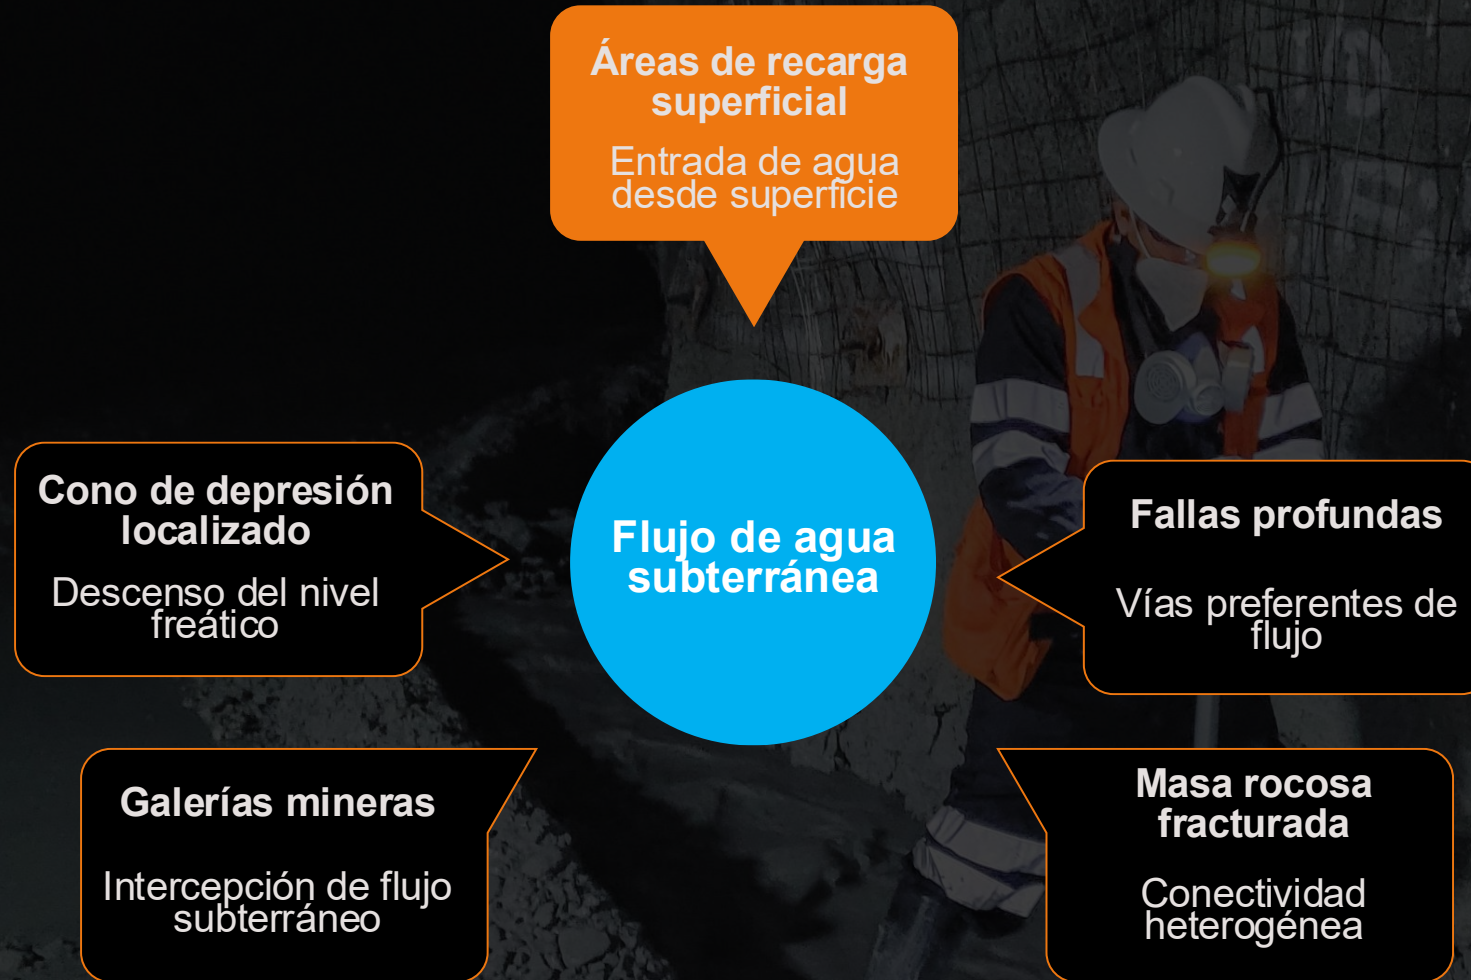 Áreas de recarga
superficial
Entrada de agua
desde superficie
Cono de depresión
localizado
Descenso del nivel
freático
Flujo de agua
subterránea
Fallas profundas
Vías preferentes de
flujo
Galerías mineras
Intercepción de flujo
subterráneo
Masa rocosa
fracturada
Conectividad
heterogénea